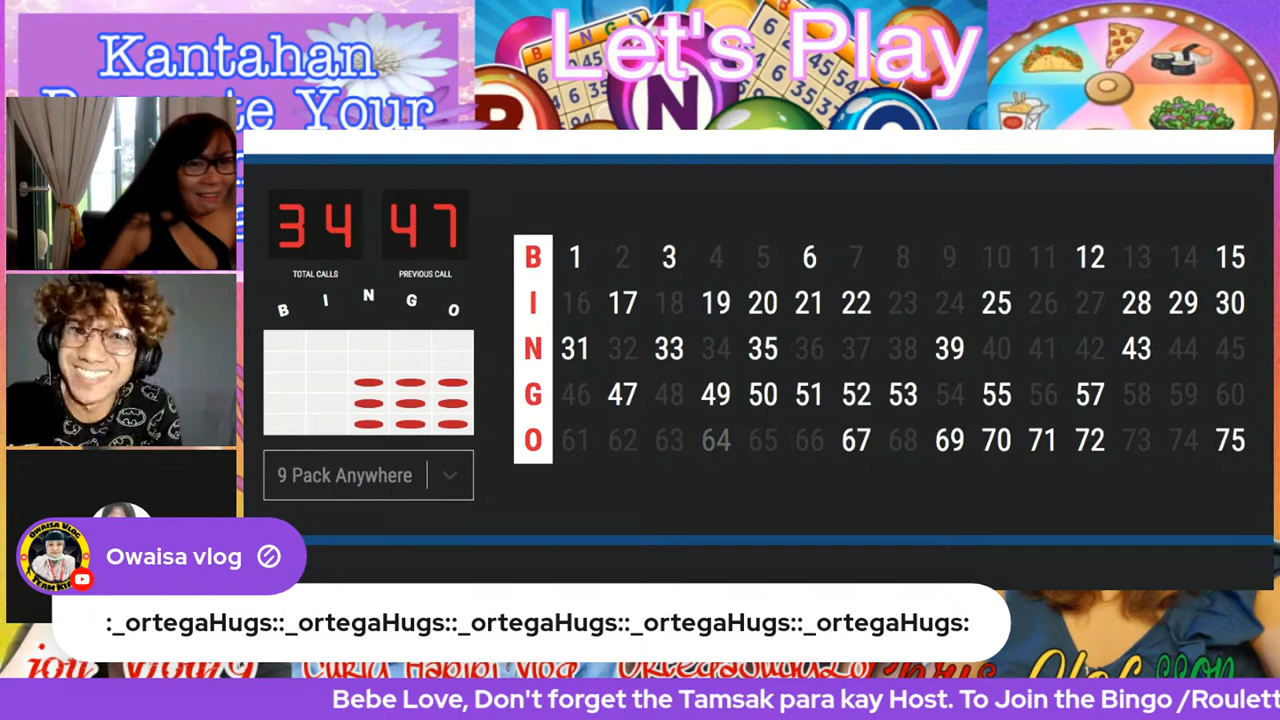 Kantahan
Promote Your
Let's Play
B N O
34 47
TOTAL CALLS PREVIOUS CALL
B I N G O
9 Pack Anywhere
B 1 2 3 4 5 6 7 8 9 10 11 12 13 14 15
I 16 17 18 19 20 21 22 23 24 25 26 27 28 29 30
N 31 32 33 34 35 36 37 38 39 40 41 42 43 44 45
G 46 47 48 49 50 51 52 53 54 55 56 57 58 59 60
O 61 62 63 64 65 66 67 68 69 70 71 72 73 74 75
Owaisa vlog
:_ortegaHugs::_ortegaHugs::_ortegaHugs::_ortegaHugs::_ortegaHugs:
Curly Habibi Vlog
Bebe Love, Don't forget the Tamsak para kay Host. To Join the Bingo /Roulett